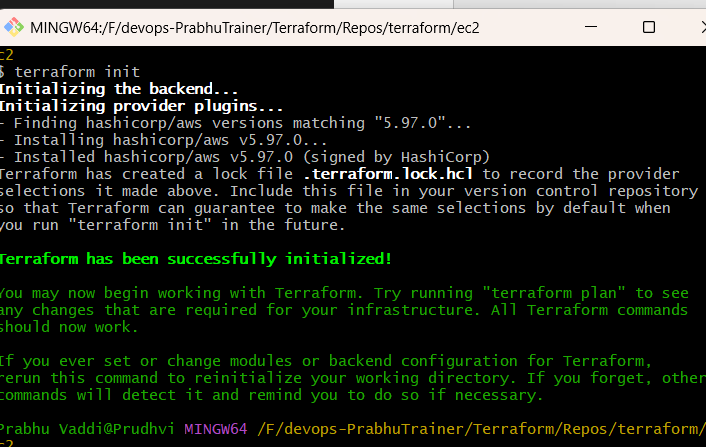 MINGW64:/F/devops-PrabhuTrainer/Terraform/Repos/terraform/ec2
c2
$ terraform init
Initializing the backend...
Initializing provider plugins...
- Finding hashicorp/aws versions matching "5.97.0"...
- Installing hashicorp/aws v5.97.0...
- Installed hashicorp/aws v5.97.0 (signed by HashiCorp)
Terraform has created a lock file .terraform.lock.hcl to record the provider
selections it made above. Include this file in your version control repository
so that Terraform can guarantee to make the same selections by default when
you run "terraform init" in the future.
Terraform has been successfully initialized!
You may now begin working with Terraform. Try running "terraform plan" to see
any changes that are required for your infrastructure. All Terraform commands
should now work.
If you ever set or change modules or backend configuration for Terraform,
rerun this command to reinitialize your working directory. If you forget, other
commands will detect it and remind you to do so if necessary.
Prabhu Vaddi@Prudhvi MINGW64 /F/devops-PrabhuTrainer/Terraform/Repos/terraform/
c2